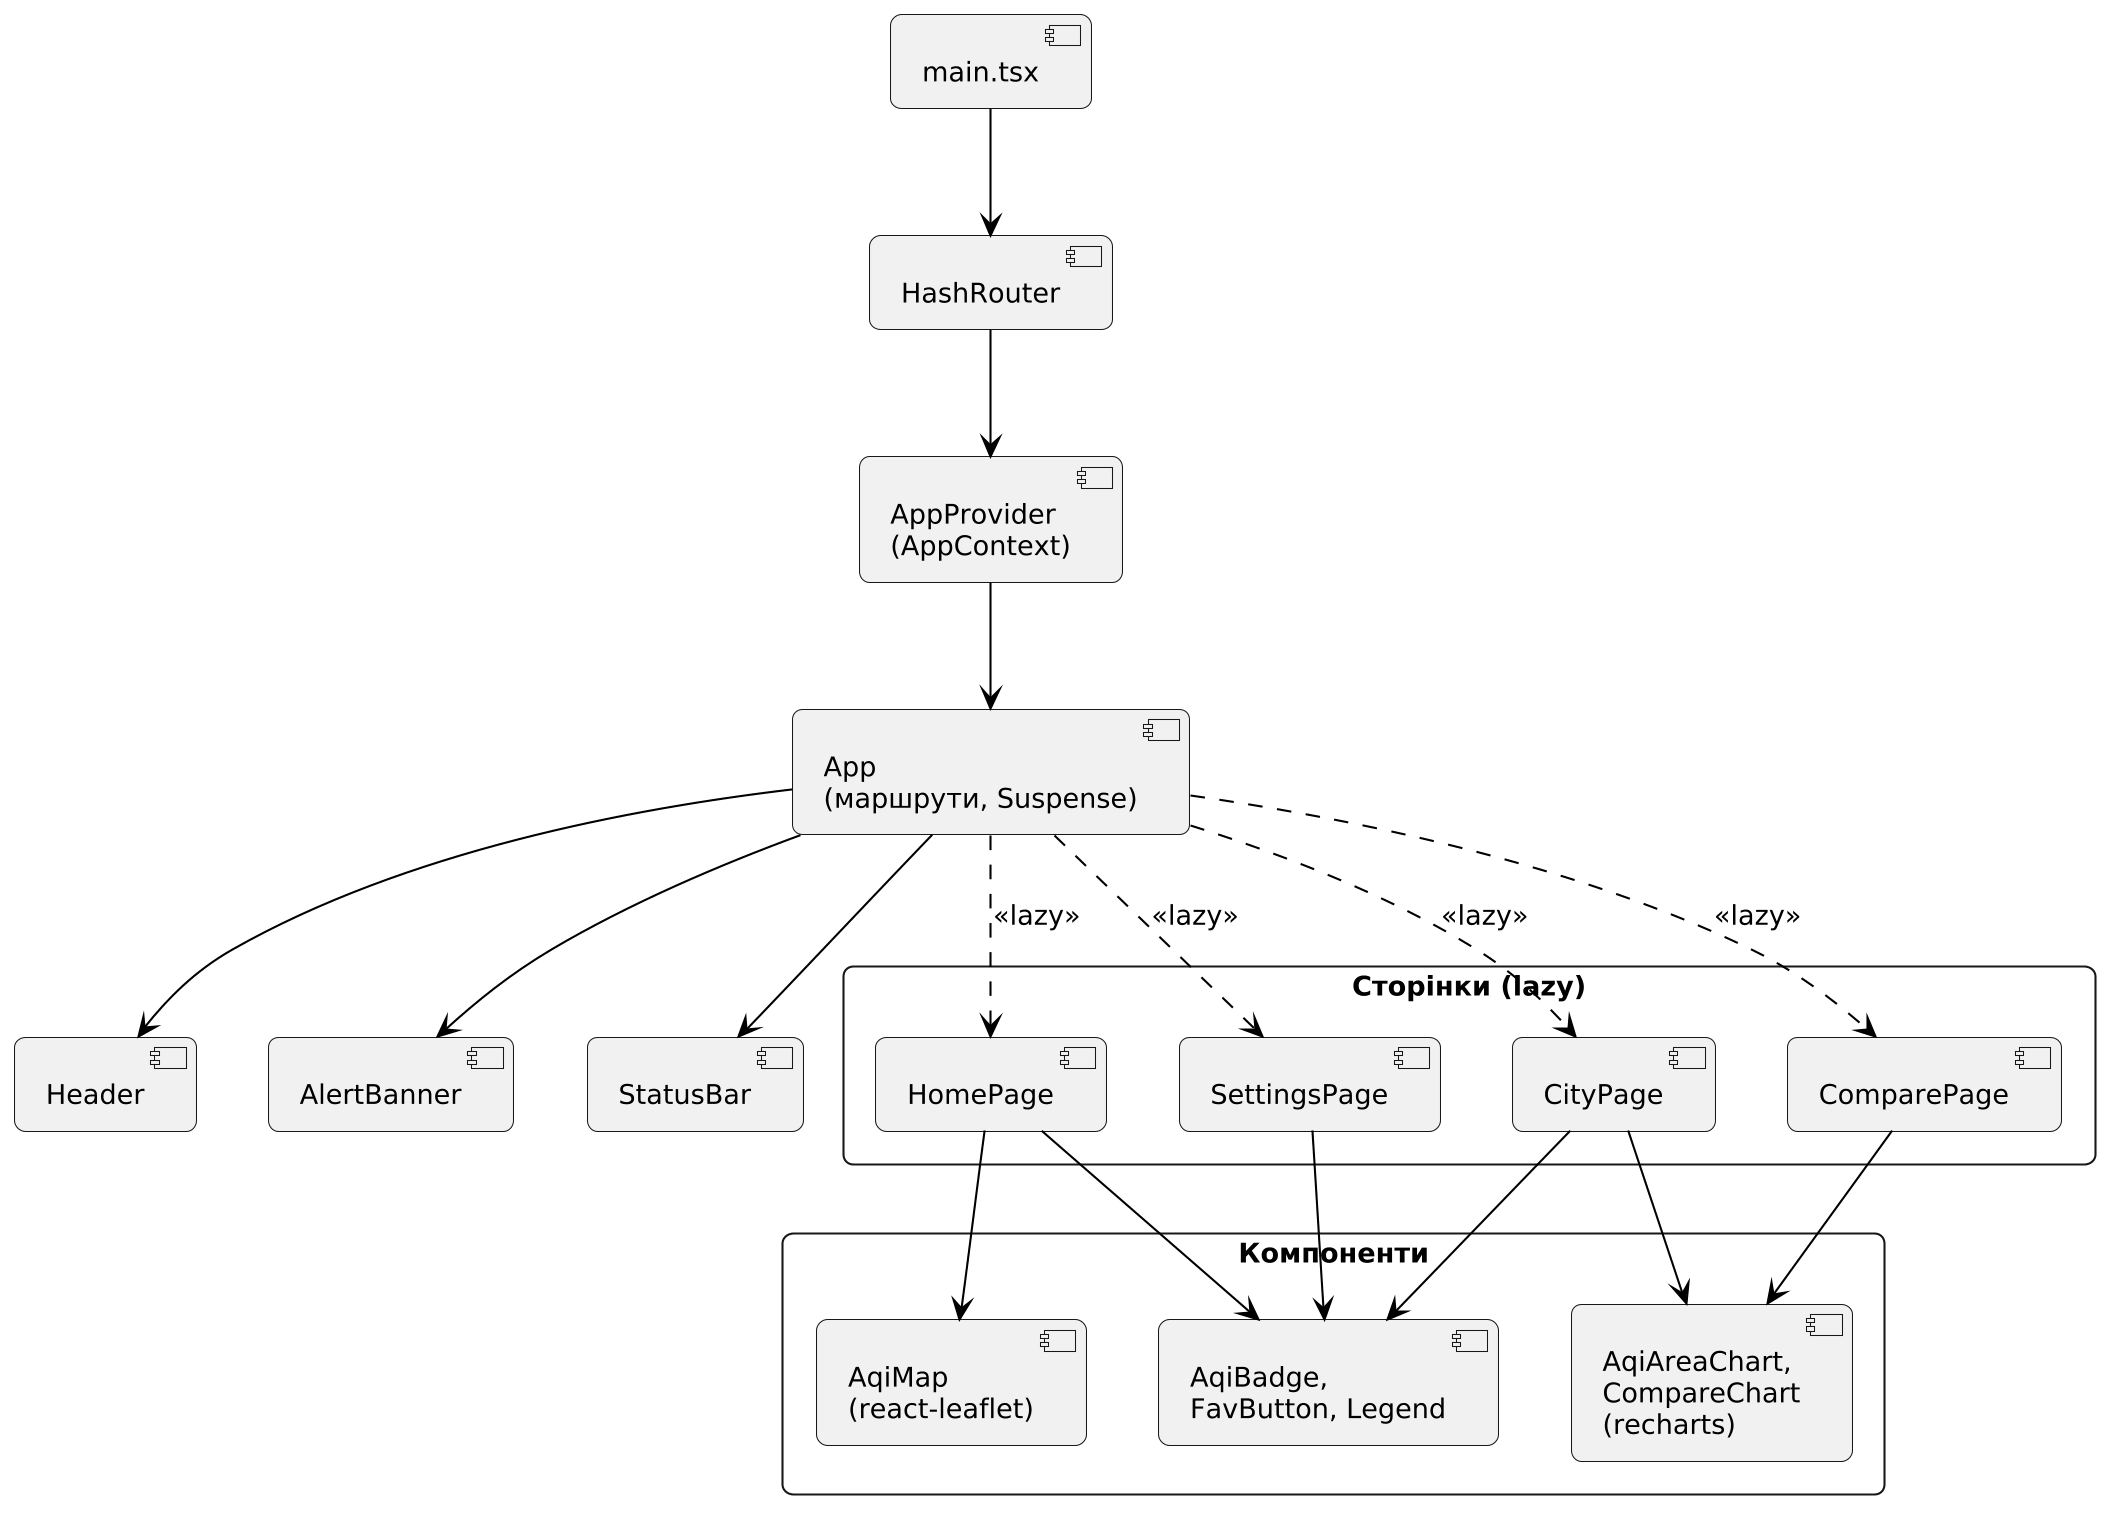 main.tsx
HashRouter
AppProvider
(AppContext)
App
(маршрути, Suspense)
«lazy»
«lazy»
«lazy»
«lazy»
Сторінки (lazy)
Header
AlertBanner
StatusBar
HomePage
SettingsPage
CityPage
ComparePage
Компоненти
AqiMap
(react-leaflet)
AqiBadge,
FavButton, Legend
AqiAreaChart,
CompareChart
(recharts)